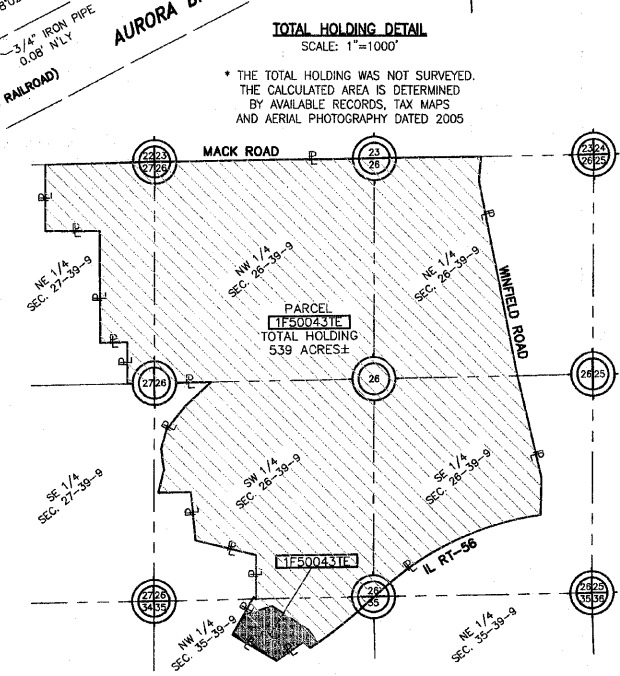 3/4" IRON PIPE
0.08' N'LY
RAILROAD)
AURORA
TOTAL HOLDING DETAIL
SCALE: 1"=1000'
* THE TOTAL HOLDING WAS NOT SURVEYED.
THE CALCULATED AREA IS DETERMINED
BY AVAILABLE RECORDS, TAX MAPS
AND AERIAL PHOTOGRAPHY DATED 2005
MACK ROAD
22 23
27 26
23
26
23 24
26 25
NE 1/4
SEC. 27-39-9
NW 1/4
SEC. 26-39-9
NE 1/4
SEC. 26-39-9
WINFIELD ROAD
PARCEL
1F50043TE
TOTAL HOLDING
539 ACRES±
27 26
26
26 25
SE 1/4
SEC. 27-39-9
SW 1/4
SEC. 26-39-9
SE 1/4
SEC. 26-39-9
IL RT-56
1F50043TE
27 26
34 35
26
35
26 25
35 36
NW 1/4
SEC. 35-39-9
NE 1/4
SEC. 35-39-9